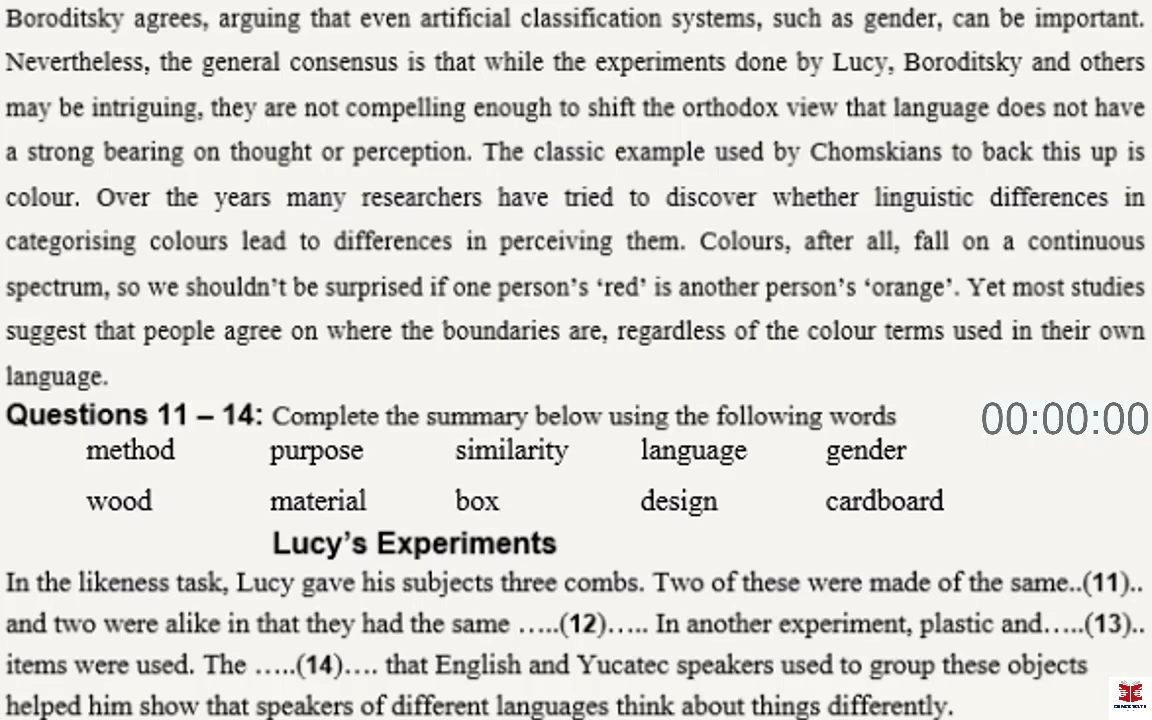 Boroditsky agrees, arguing that even artificial classification systems, such as gender, can be important.
Nevertheless, the general consensus is that while the experiments done by Lucy, Boroditsky and others
may be intriguing, they are not compelling enough to shift the orthodox view that language does not have
a strong bearing on thought or perception. The classic example used by Chomskians to back this up is
colour. Over the years many researchers have tried to discover whether linguistic differences in
categorising colours lead to differences in perceiving them. Colours, after all, fall on a continuous
spectrum, so we shouldn't be surprised if one person's 'red' is another person's 'orange'. Yet most studies
suggest that people agree on where the boundaries are, regardless of the colour terms used in their own
language.
Questions 11 – 14: Complete the summary below using the following words
00:00:00
method purpose similarity language gender
wood material box design cardboard
Lucy's Experiments
In the likeness task, Lucy gave his subjects three combs. Two of these were made of the same..(11)..
and two were alike in that they had the same …..(12)….. In another experiment, plastic and…..(13)..
items were used. The …..(14)…. that English and Yucatec speakers used to group these objects
helped him show that speakers of different languages think about things differently.